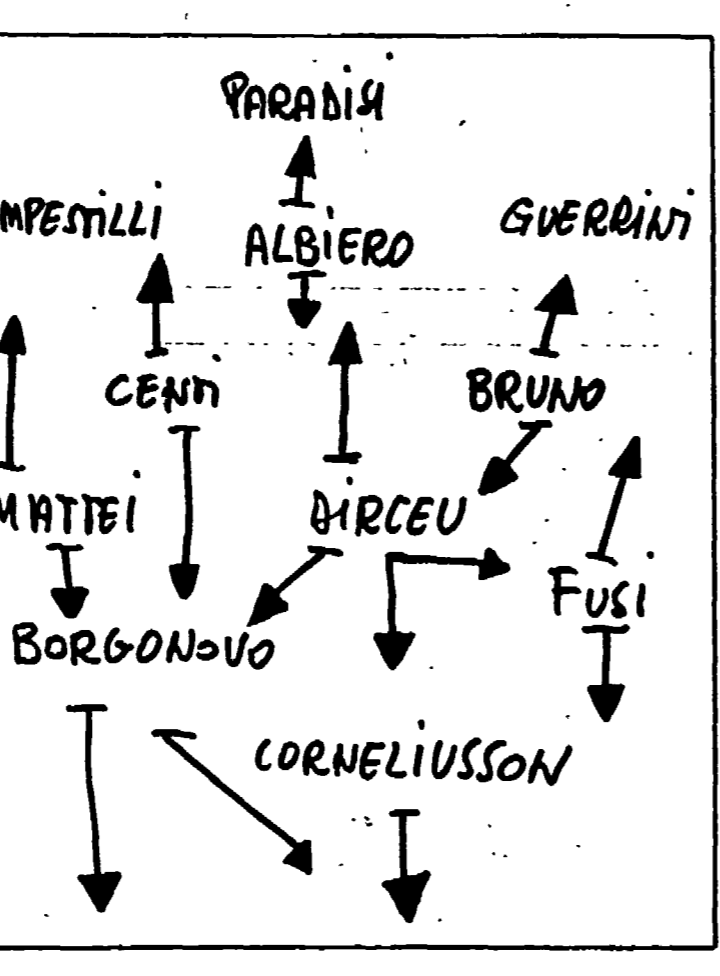 PARADISI
MPESTILLI
ALBIERO
GUERRINI
CENTI
BRUNO
MATTEI
DIRCEU
FUSI
BORGONOVO
CORNELIUSSON